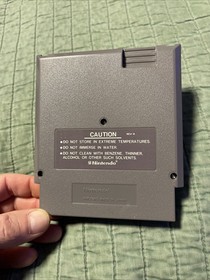 CAUTION
•DO NOT STORE IN EXTREME TEMPERATURES.
•DO NOT IMMERSE IN WATER.
•DO NOT CLEAN WITH BENZENE, THINNER,
ALCOHOL OR OTHER SUCH SOLVENTS.
Nintendo®